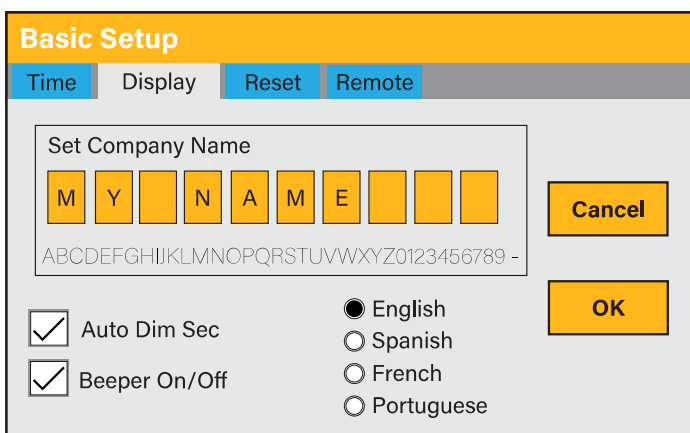 Basic Setup
Time Display Reset Remote
Set Company Name
M Y N A M E
ABCDEFGHIJKLMNOPQRSTUVWXYZ0123456789 -
Cancel
OK
Auto Dim Sec
Beeper On/Off
English
Spanish
French
Portuguese